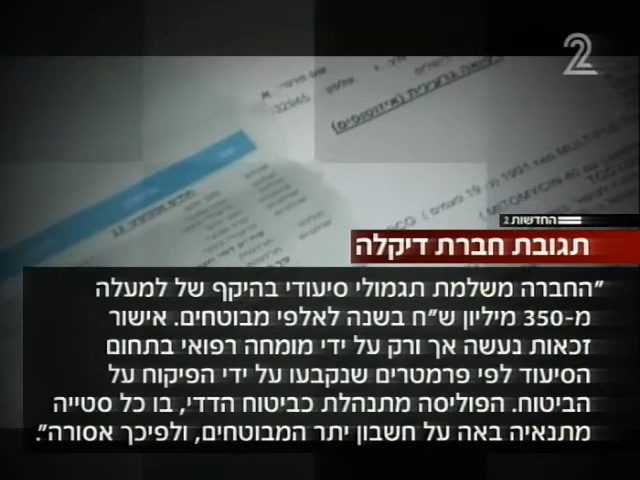 2
32945
(איזוטופים)
החדשות 2
תגובת חברת דיקלה
"החברה משלמת תגמולי סיעודי בהיקף של למעלה
מ-350 מיליון ש"ח בשנה לאלפי מבוטחים. אישור
זכאות נעשה אך ורק על ידי מומחה רפואי בתחום
הסיעוד לפי פרמטרים שנקבעו על ידי הפיקוח על
הביטוח. הפוליסה מתנהלת כביטוח הדדי, בו כל סטייה
מתנאיה באה על חשבון יתר המבוטחים, ולפיכך אסורה".